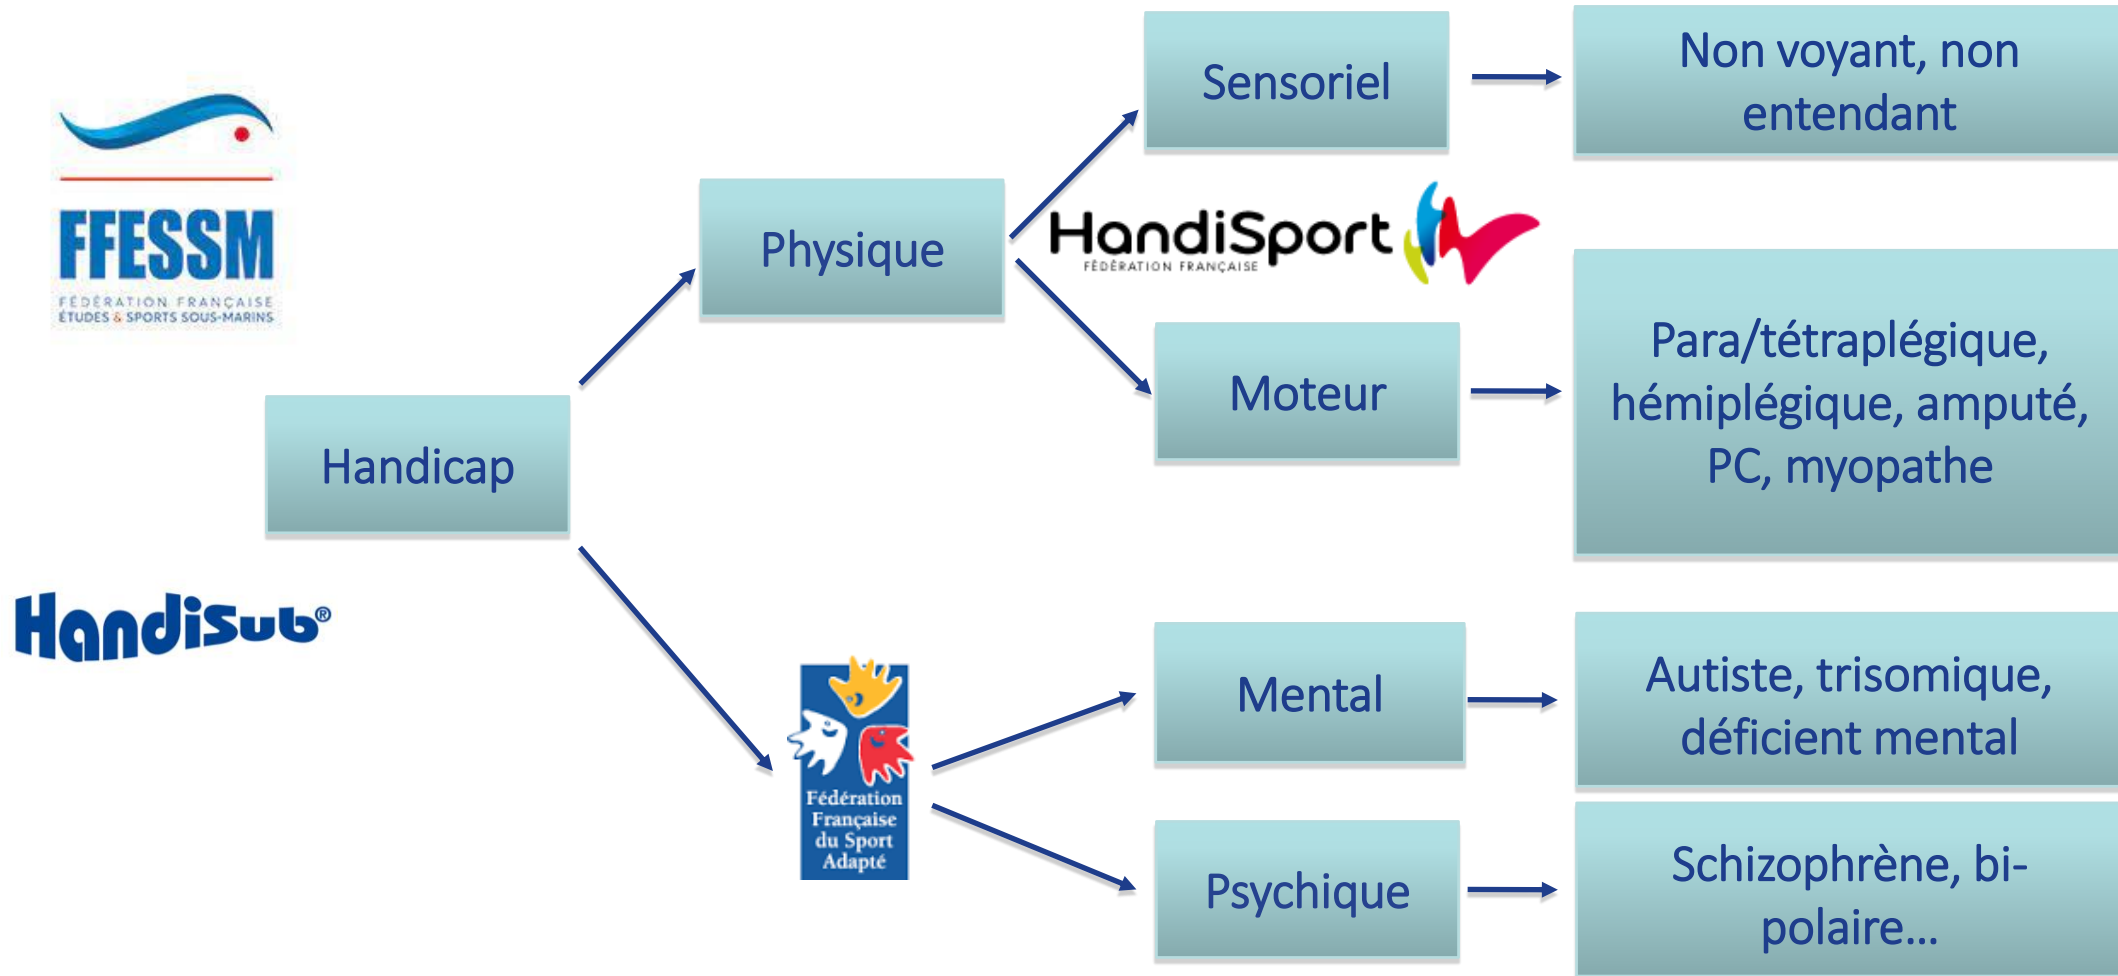 FFESSM
FÉDÉRATION FRANÇAISE
ÉTUDES & SPORTS SOUS-MARINS
HandiSub®
Handicap
Physique
Sensoriel
Non voyant, non
entendant
HandiSport
FÉDÉRATION FRANÇAISE
Moteur
Para/tétraplégique,
hémiplégique, amputé,
PC, myopathe
Fédération
Française
du Sport
Adapté
Mental
Autiste, trisomique,
déficient mental
Psychique
Schizophrène, bi-
polaire...